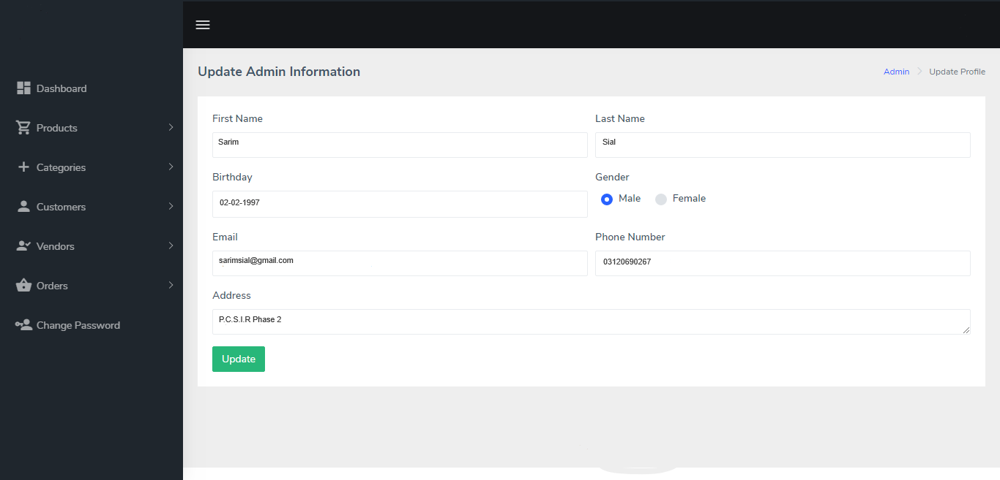 Dashboard
Products
Categories
Customers
Vendors
Orders
Change Password
Update Admin Information
Admin > Update Profile
First Name
Last Name
Sarim
Sial
Birthday
Gender
02-02-1997
Male
Female
Email
Phone Number
sarimsial@gmail.com
03120690267
Address
P.C.S.I.R Phase 2
Update